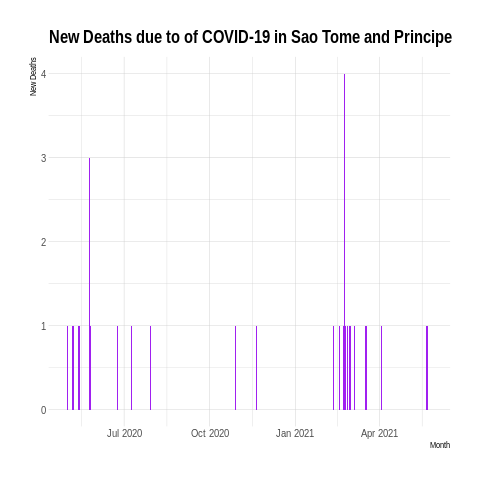 New Deaths due to of COVID-19 in Sao Tome and Principe
New Deaths
4
3
2
1
0
Jul 2020 Oct 2020 Jan 2021 Apr 2021
Month